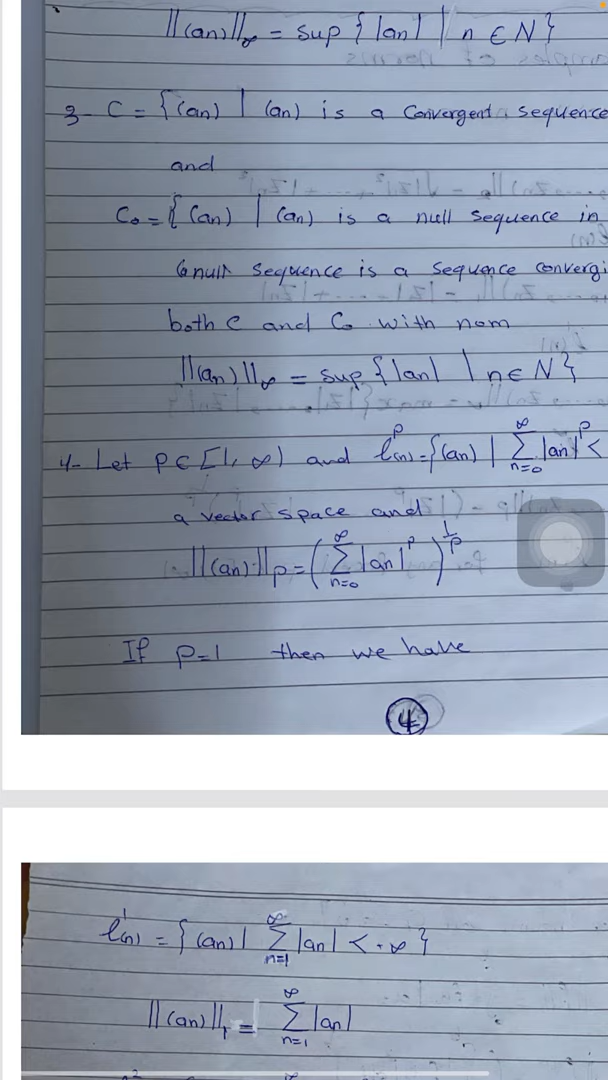 ||(an)||∞ = sup { |an| | n ∈ N }
3- C = { (an) | (an) is a convergent sequence
and
C₀ = { (an) | (an) is a null sequence in
null sequence is a sequence convergi
both C and C₀ with nom
||(an)||∞ = sup { |an| | n ∈ N }
4- Let p ∈ [1, ∞) and ℓᵖ(N) = { (an) | ∑_{n=0}^{∞} |an|ᵖ <
a vector space and
||(an)||p = ( ∑_{n=0}^{∞} |an|ᵖ )^{1/p}
If p=1 then we have
4
ℓ¹(N) = { (an) | ∑_{n=1}^{∞} |an| < ∞ }
||(an)||₁ = ∑_{n=1}^{∞} |an|